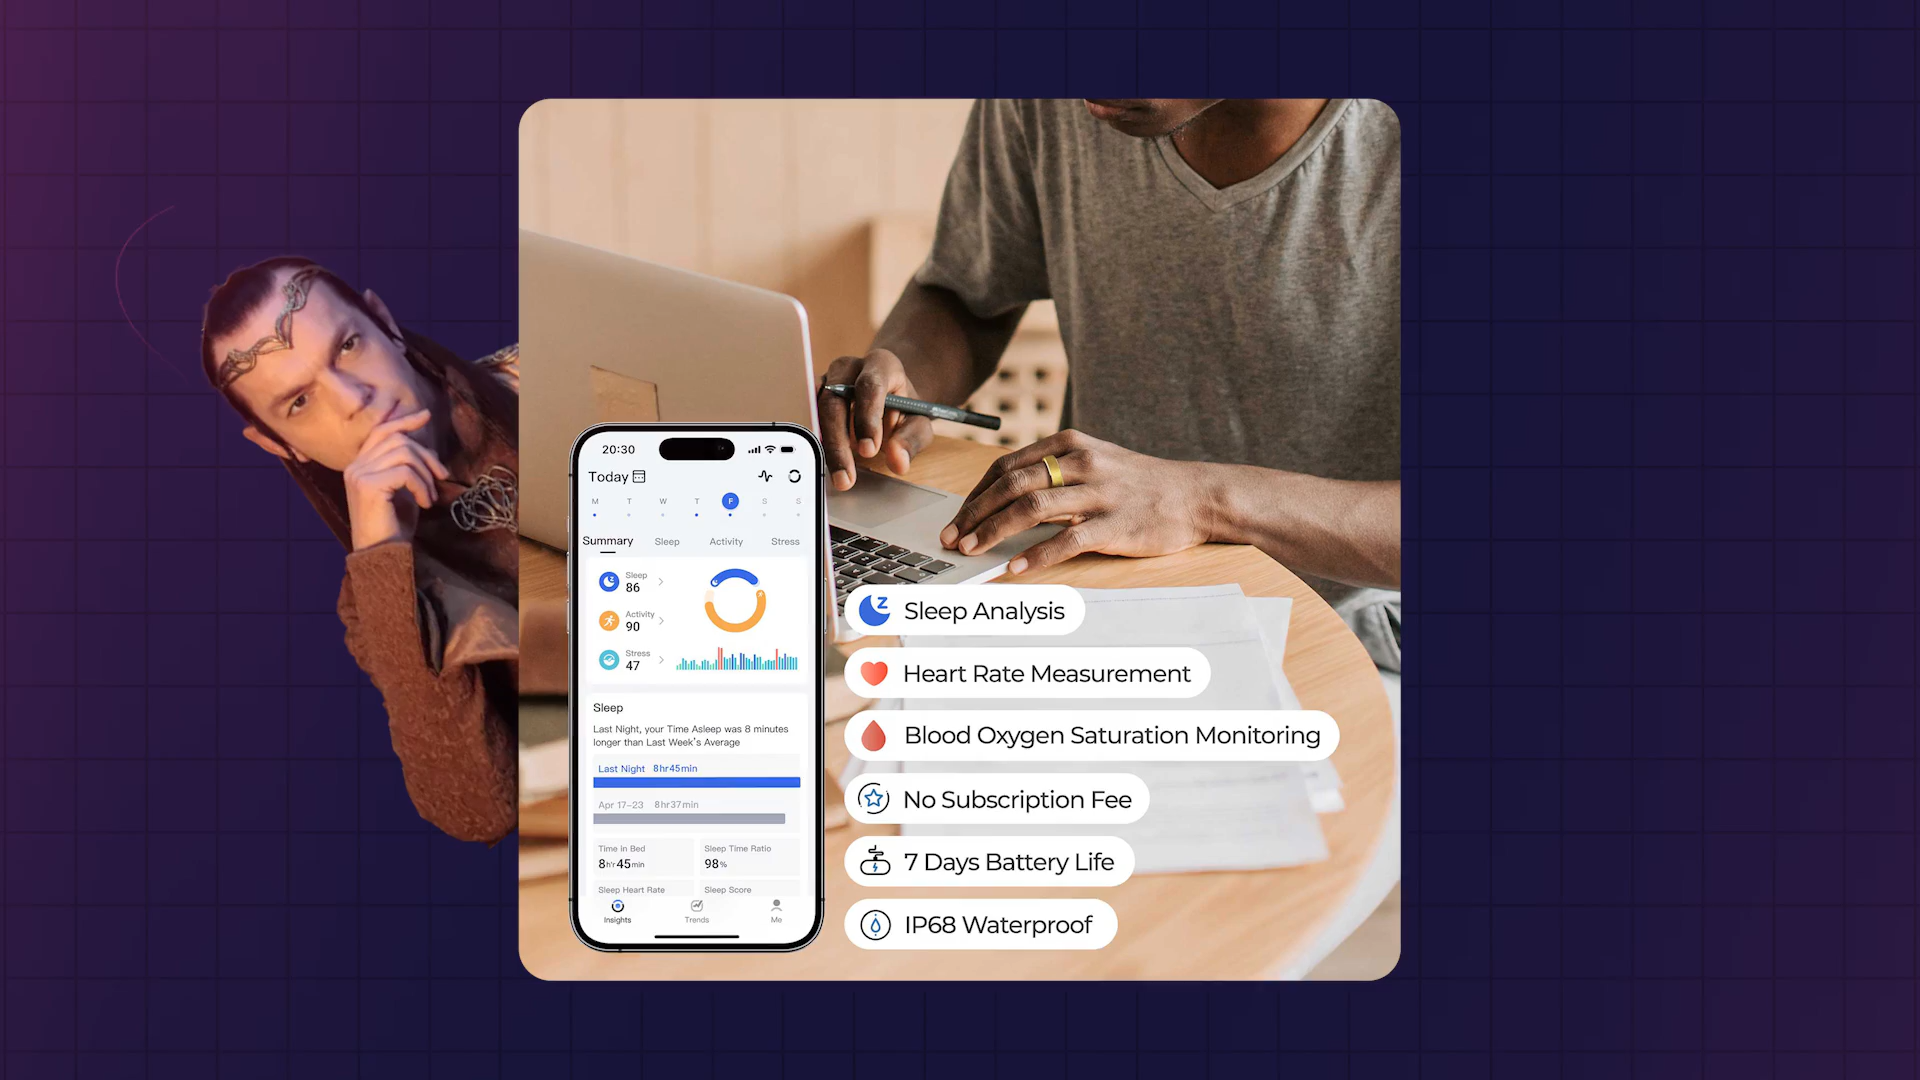 20:30
Today
M T W T F S S
Summary Sleep Activity Stress
Sleep
86
Activity
90
Stress
47
Sleep
Last Night, your Time Asleep was 8 minutes
longer than Last Week's Average
Last Night 8hr45min
Apr 17–23 8hr37min
Time in Bed
8hr45min
Sleep Time Ratio
98%
Sleep Heart Rate
Sleep Score
Insights Trends Me
Sleep Analysis
Heart Rate Measurement
Blood Oxygen Saturation Monitoring
No Subscription Fee
7 Days Battery Life
IP68 Waterproof